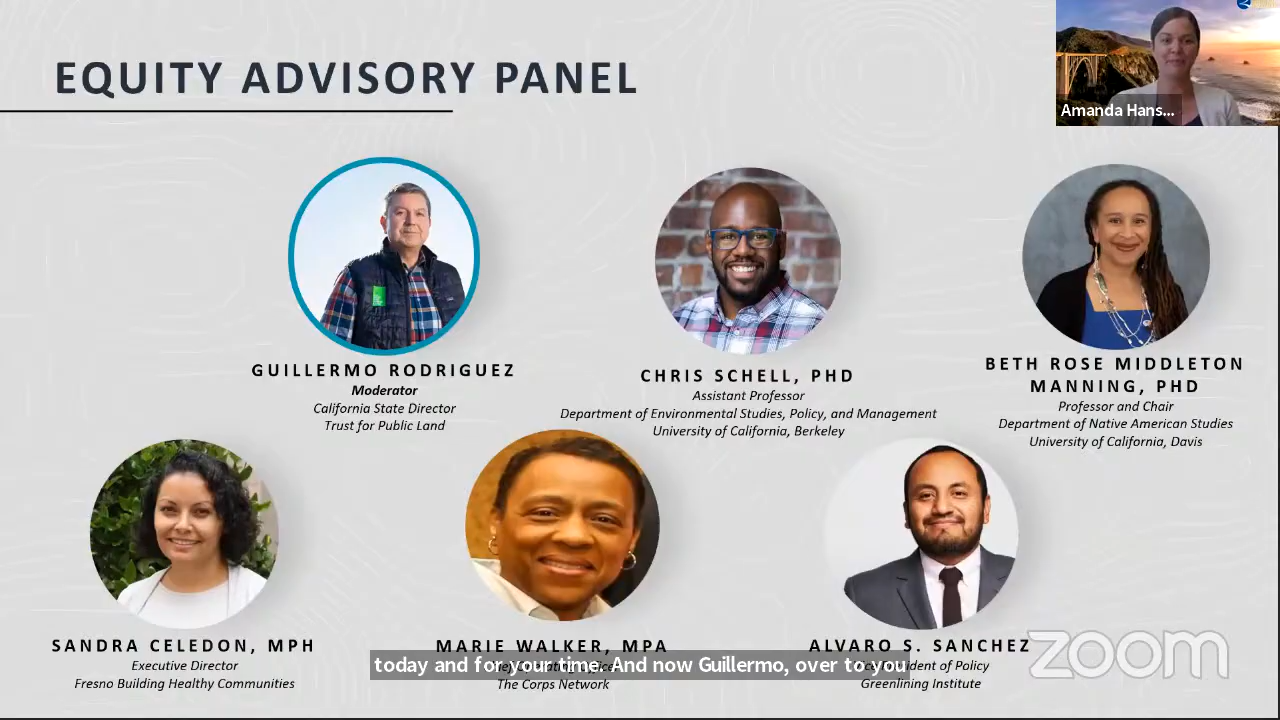 EQUITY ADVISORY PANEL
Amanda Hans...
GUILLERMO RODRIGUEZ
Moderator
California State Director
Trust for Public Land
CHRIS SCHELL, PHD
Assistant Professor
Department of Environmental Studies, Policy, and Management
University of California, Berkeley
BETH ROSE MIDDLETON
MANNING, PHD
Professor and Chair
Department of Native American Studies
University of California, Davis
SANDRA CELEDON, MPH
Executive Director
Fresno Building Healthy Communities
MARIE WALKER, MPA
The Corps Network
ALVARO S. SANCHEZ
of Policy
Greenlining Institute
today and for your time. And now Guillermo, over to you
zoom